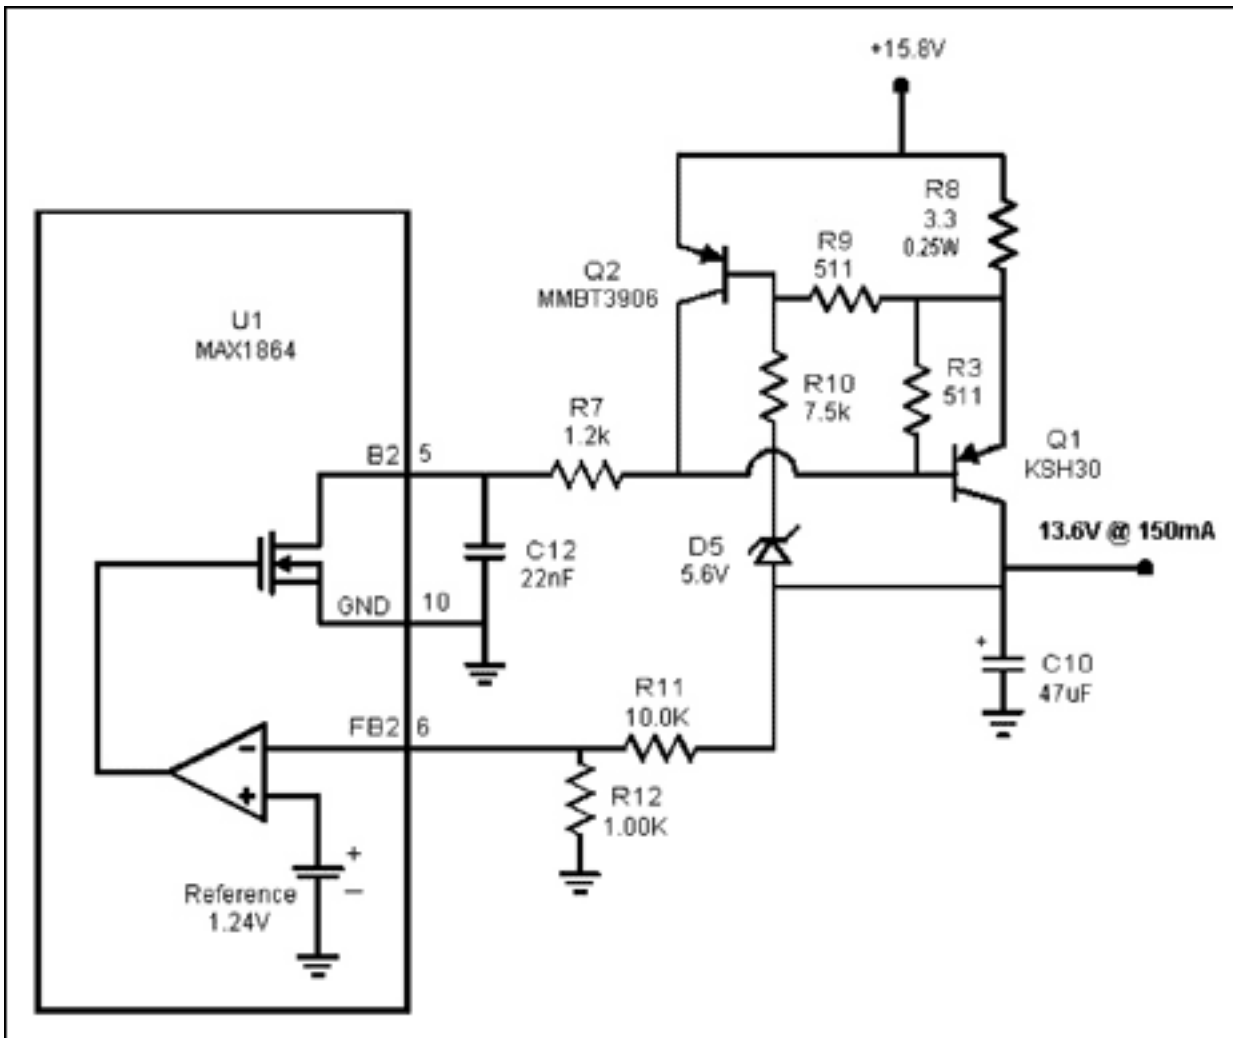 +15.8V
R8
3.3
0.25W
R9
511
Q2
MMBT3906
U1
MAX1864
R3
511
R10
7.5k
R7
1.2k
Q1
KSH30
B2 5
13.6V @ 150mA
D5
5.6V
C12
22nF
GND 10
+
C10
47uF
R11
10.0K
FB2 6
-
+
R12
1.00K
+
Reference
1.24V
−